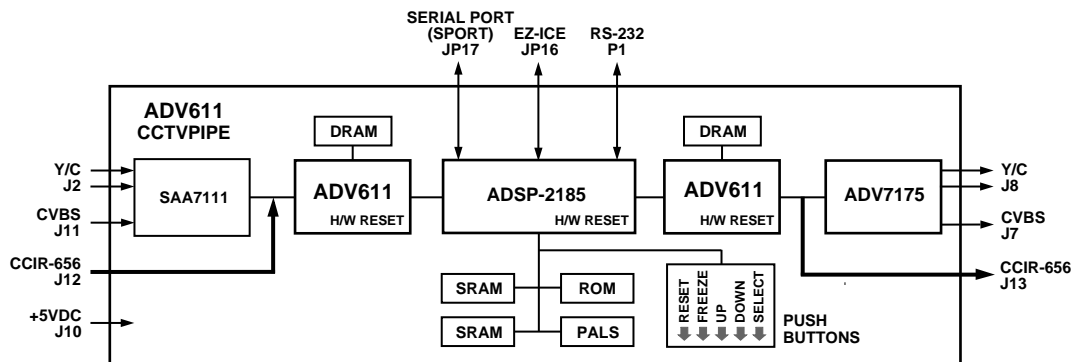 SERIAL PORT
(SPORT)
JP17
EZ-ICE
JP16
RS-232
P1
ADV611
CCTVPIPE
DRAM
DRAM
Y/C
J2
SAA7111
ADV611
H/W RESET
ADSP-2185
H/W RESET
ADV611
H/W RESET
ADV7175
Y/C
J8
CVBS
J11
CVBS
J7
CCIR-656
J12
CCIR-656
J13
SRAM
ROM
RESET
FREEZE
UP
DOWN
SELECT
PUSH
BUTTONS
+5VDC
J10
SRAM
PALS